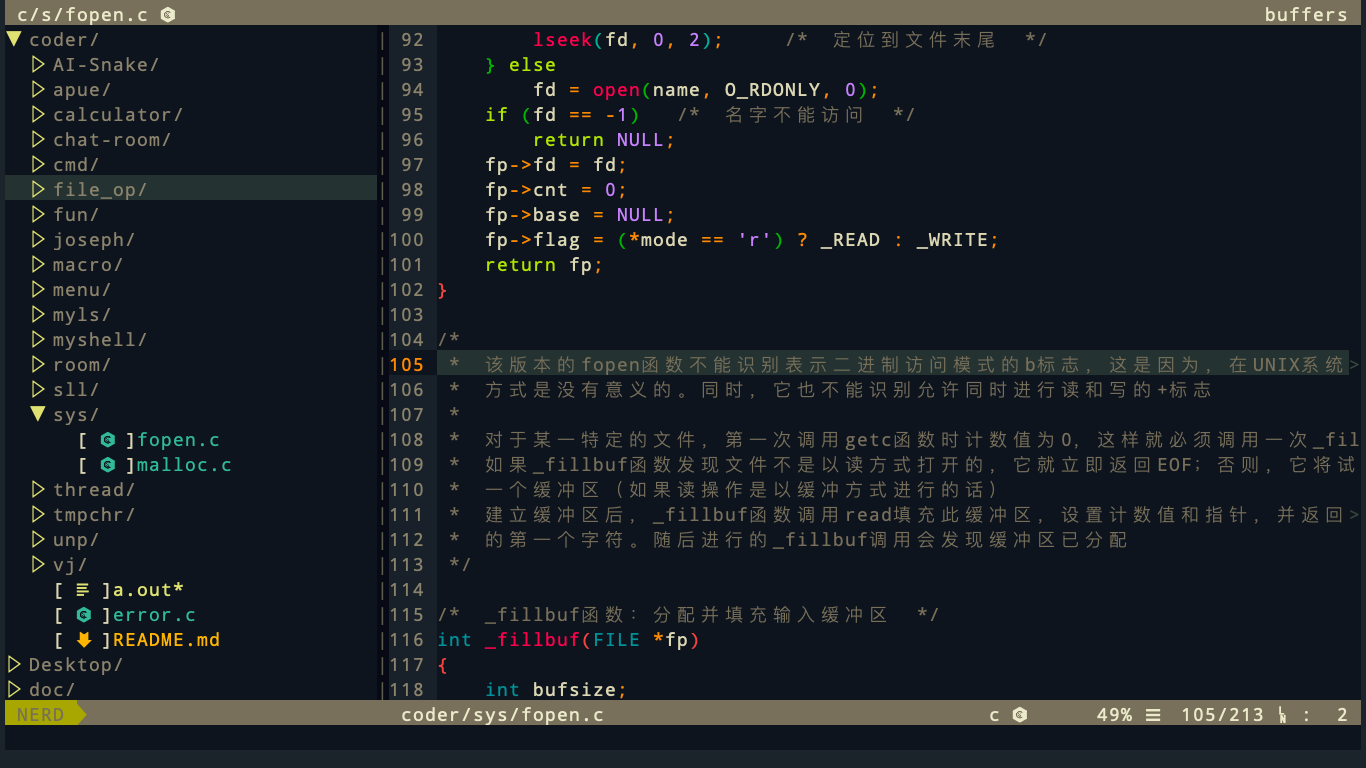 c/s/fopen.c
buffers
▼ coder/
▷ AI-Snake/
▷ apue/
▷ calculator/
▷ chat-room/
▷ cmd/
▷ file_op/
▷ fun/
▷ joseph/
▷ macro/
▷ menu/
▷ myls/
▷ myshell/
▷ room/
▷ sll/
▼ sys/
[ ]fopen.c
[ ]malloc.c
▷ thread/
▷ tmpchr/
▷ unp/
▷ vj/
[ ]a.out*
[ ]error.c
[ ]README.md
▷ Desktop/
▷ doc/
92 lseek(fd, 0, 2); /* 定位到文件末尾 */
93 } else
94 fd = open(name, O_RDONLY, 0);
95 if (fd == -1) /* 名字不能访问 */
96 return NULL;
97 fp->fd = fd;
98 fp->cnt = 0;
99 fp->base = NULL;
100 fp->flag = (*mode == 'r') ? _READ : _WRITE;
101 return fp;
102 }
103
104 /*
105 * 该版本的fopen函数不能识别表示二进制访问模式的b标志, 这是因为, 在UNIX系统>
106 * 方式是没有意义的。同时, 它也不能识别允许同时进行读和写的+标志
107 *
108 * 对于某一特定的文件, 第一次调用getc函数时计数值为0, 这样就必须调用一次_fil
109 * 如果_fillbuf函数发现文件不是以读方式打开的, 它就立即返回EOF; 否则, 它将试
110 * 一个缓冲区 (如果读操作是以缓冲方式进行的话)
111 * 建立缓冲区后, _fillbuf函数调用read填充此缓冲区, 设置计数值和指针, 并返回>
112 * 的第一个字符。随后进行的_fillbuf调用会发现缓冲区已分配
113 */
114
115 /* _fillbuf函数: 分配并填充输入缓冲区 */
116 int _fillbuf(FILE *fp)
117 {
118 int bufsize;
NERD
coder/sys/fopen.c
c 49% ☰ 105/213 : 2